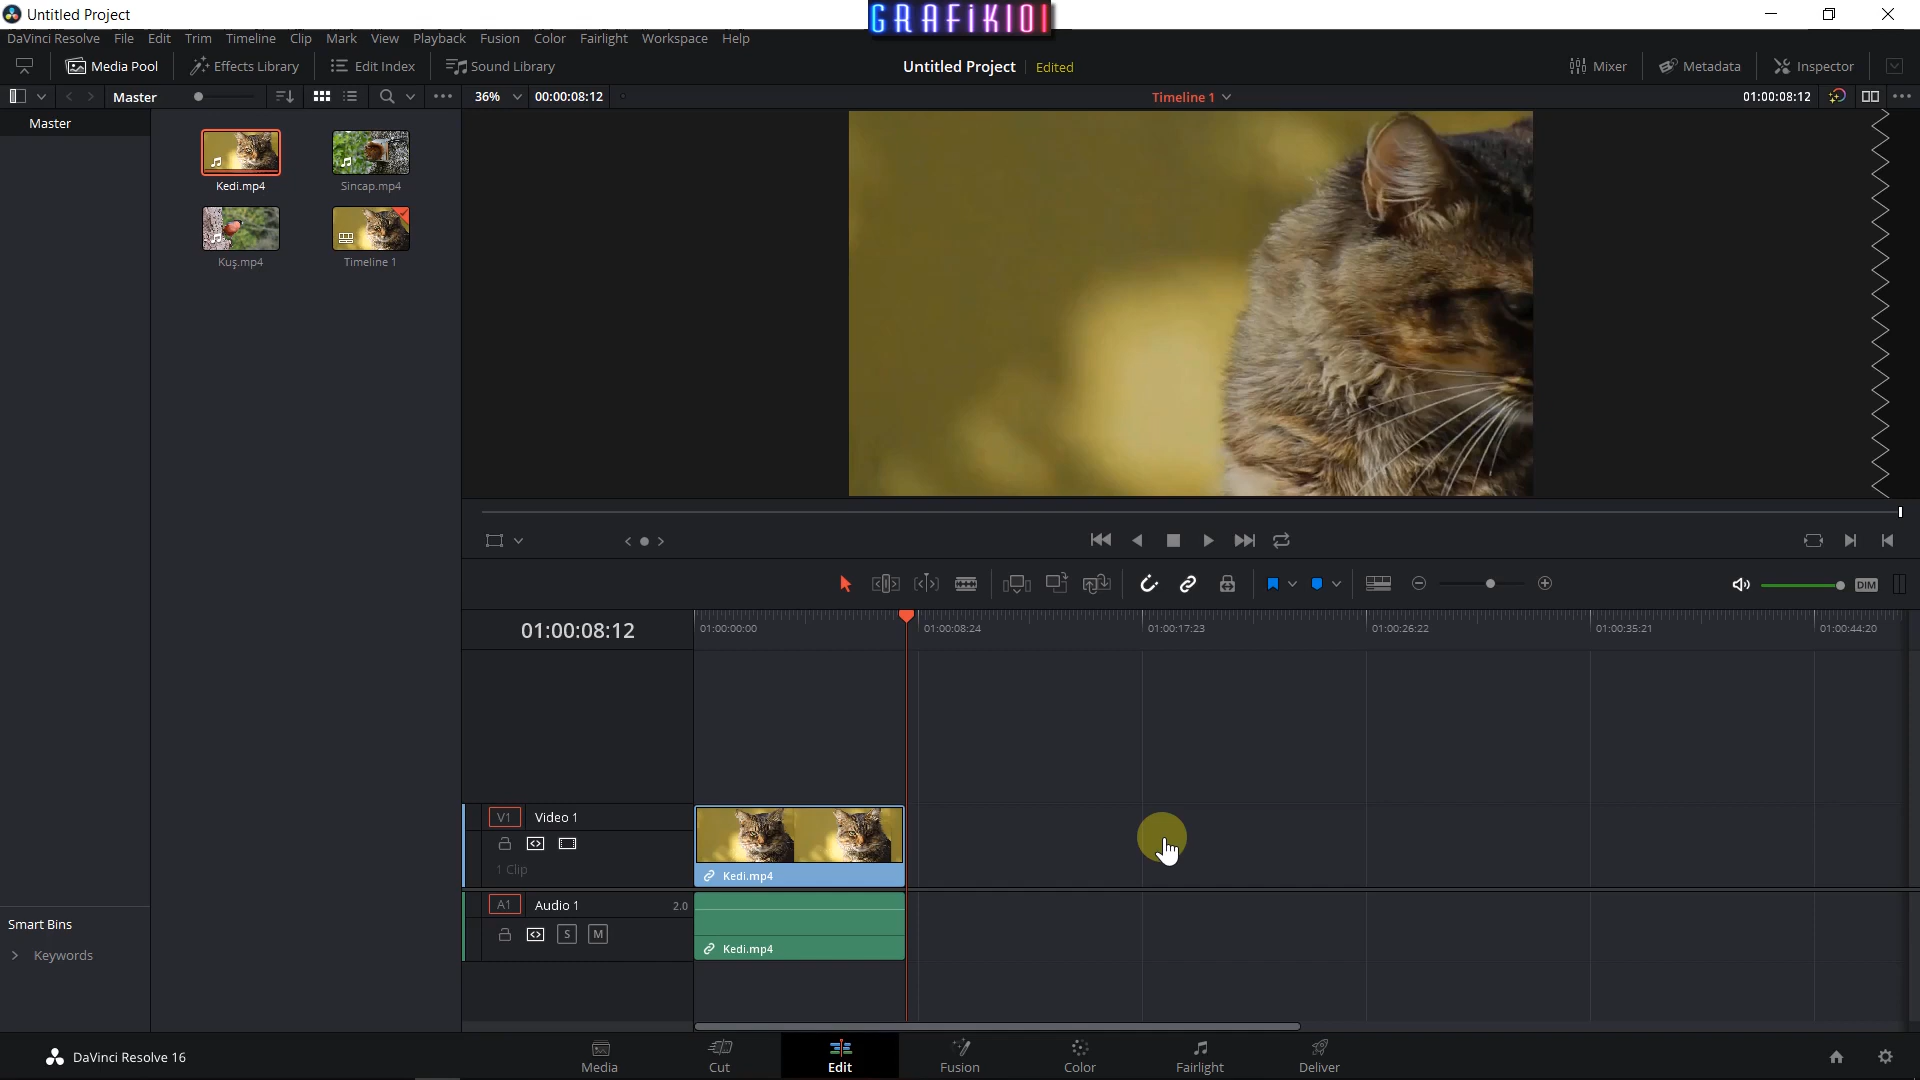 Untitled Project
GRAFiK101
DaVinci Resolve File Edit Trim Timeline Clip Mark View Playback Fusion Color Fairlight Workspace Help
Media Pool Effects Library Edit Index Sound Library Untitled Project Edited Mixer Metadata Inspector
Master 36% 00:00:08:12 Timeline 1 01:00:08:12
Master
Kedi.mp4 Sincap.mp4
Kuş.mp4 Timeline 1
DIM
01:00:08:12 01:00:00:00 01:00:08:24 01:00:17:23 01:00:26:22 01:00:35:21 01:00:44:20
V1 Video 1
1 Clip
Kedi.mp4
A1 Audio 1 2.0
S M
Kedi.mp4
Smart Bins
Keywords
DaVinci Resolve 16
Media Cut Edit Fusion Color Fairlight Deliver